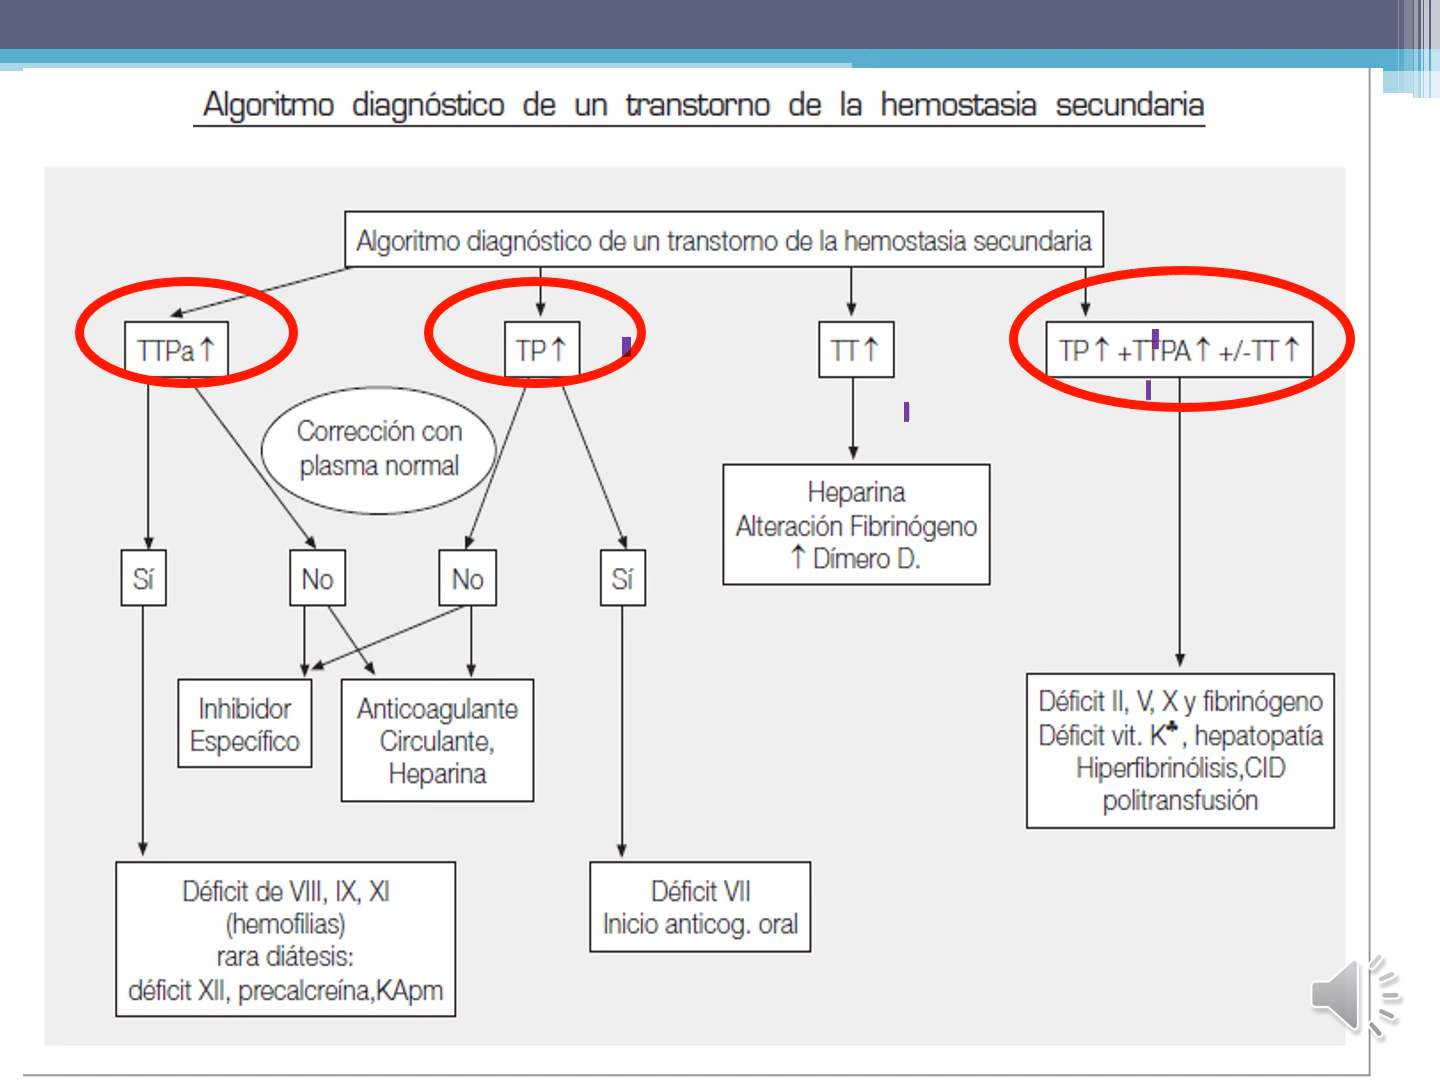 Algoritmo diagnóstico de un transtorno de la hemostasia secundaria
Algoritmo diagnóstico de un transtorno de la hemostasia secundaria
TTPa ↑
TP ↑
TT ↑
TP ↑ +TTPA ↑ +/-TT ↑
Corrección con
plasma normal
Heparina
Alteración Fibrinógeno
↑ Dímero D.
Sí
No
No
Sí
Inhibidor
Específico
Anticoagulante
Circulante,
Heparina
Déficit II, V, X y fibrinógeno
Déficit vit. K♣, hepatopatía
Hiperfibrinólisis,CID
politransfusión
Déficit de VIII, IX, XI
(hemofilias)
rara diátesis:
déficit XII, precalcreína,KApm
Déficit VII
Inicio anticog. oral